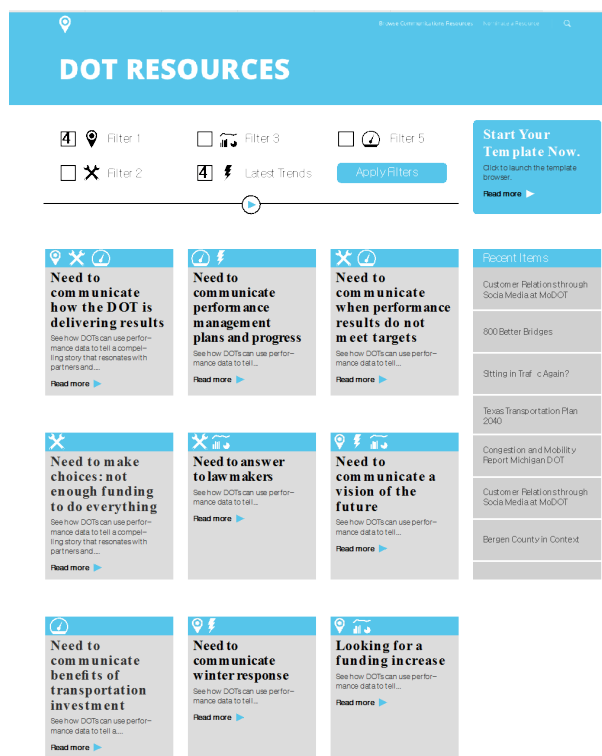 Browse Communications Resources
Nominate a Resource
DOT RESOURCES
4 Filter 1
Filter 3
Filter 5
Filter 2
4 Latest Trends
Apply Filters
Start Your
Template Now.
Click to launch the template
browser.
Read more
Need to
communicate
how the DOT is
delivering results
See how DOTs can use perfor-
mance data to tell a compel-
ling story that resonates with
partners and....
Read more
Need to
communicate
performance
management
plans and progress
See how DOTs can use perfor-
mance data to tell...
Read more
Need to
communicate
when performance
results do not
meet targets
See how DOTs can use perfor-
mance data to tell...
Read more
Recent Items
Customer Relations through
Socia Media at MoDOT
800 Better Bridges
Sitting in Traf c Again?
Texas Transportation Plan
2040
Congestion and Mobility
Report Michigan DOT
Customer Relations through
Socia Media at MoDOT
Bergen County in Context
Need to make
choices: not
enough funding
to do everything
See how DOTs can use perfor-
mance data to tell a compel-
ling story that resonates with
partners and....
Read more
Need to answer
to lawmakers
See how DOTs can use perfor-
mance data to tell...
Read more
Need to
communicate a
vision of the
future
See how DOTs can use perfor-
mance data to tell...
Read more
Need to
communicate
benefits of
transportation
investment
See how DOTs can use perfor-
mance data to tell a....
Read more
Need to
communicate
winter response
See how DOTs can use perfor-
mance data to tell...
Read more
Looking for a
funding increase
See how DOTs can use perfor-
mance data to tell...
Read more